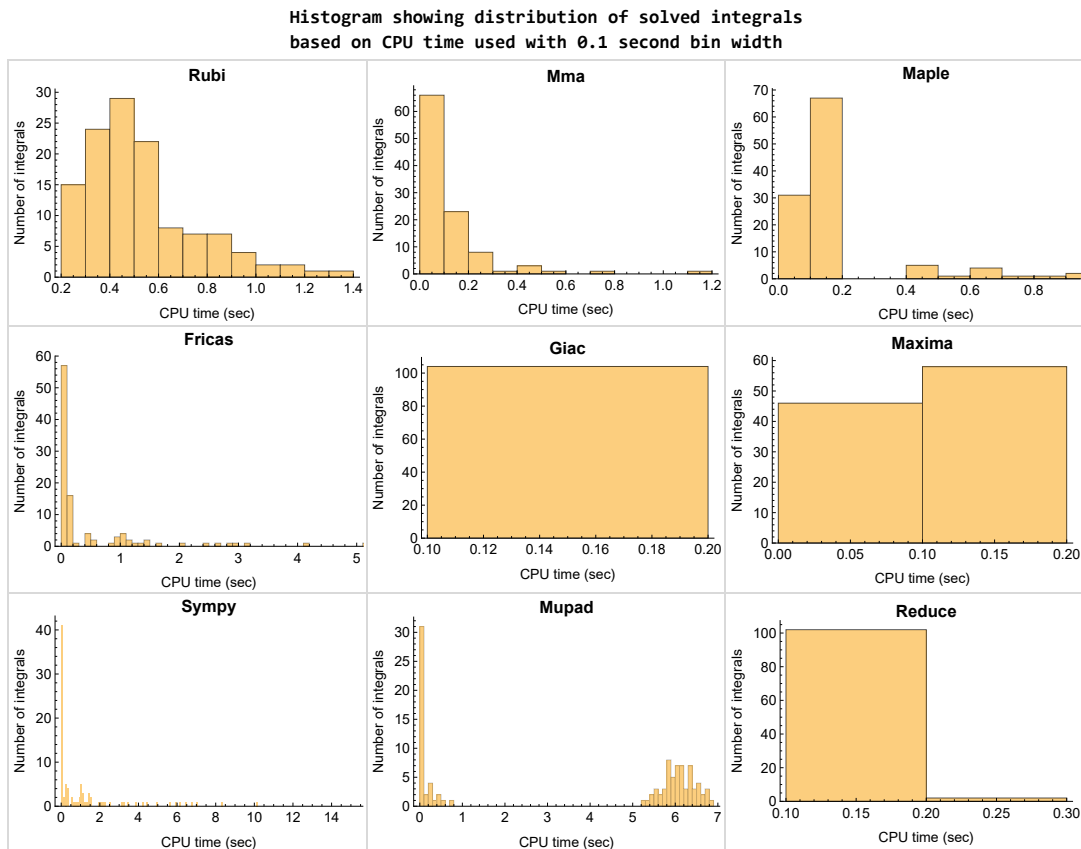 Histogram showing distribution of solved integrals
based on CPU time used with 0.1 second bin width
Rubi
Number of integrals
30
25
20
15
10
5
0
0.2 0.4 0.6 0.8 1.0 1.2 1.4
CPU time (sec)
Mma
Number of integrals
60
50
40
30
20
10
0
0.0 0.2 0.4 0.6 0.8 1.0 1.2
CPU time (sec)
Maple
Number of integrals
70
60
50
40
30
20
10
0
0.0 0.2 0.4 0.6 0.8
CPU time (sec)
Fricas
Number of integrals
60
50
40
30
20
10
0
0 1 2 3 4 5
CPU time (sec)
Giac
Number of integrals
100
80
60
40
20
0
0.10 0.12 0.14 0.16 0.18 0.20
CPU time (sec)
Maxima
Number of integrals
60
50
40
30
20
10
0
0.00 0.05 0.10 0.15 0.20
CPU time (sec)
Sympy
Number of integrals
40
30
20
10
0
0 2 4 6 8 10 12 14
CPU time (sec)
Mupad
Number of integrals
30
25
20
15
10
5
0
0 1 2 3 4 5 6 7
CPU time (sec)
Reduce
Number of integrals
100
80
60
40
20
0
0.10 0.15 0.20 0.25 0.30
CPU time (sec)